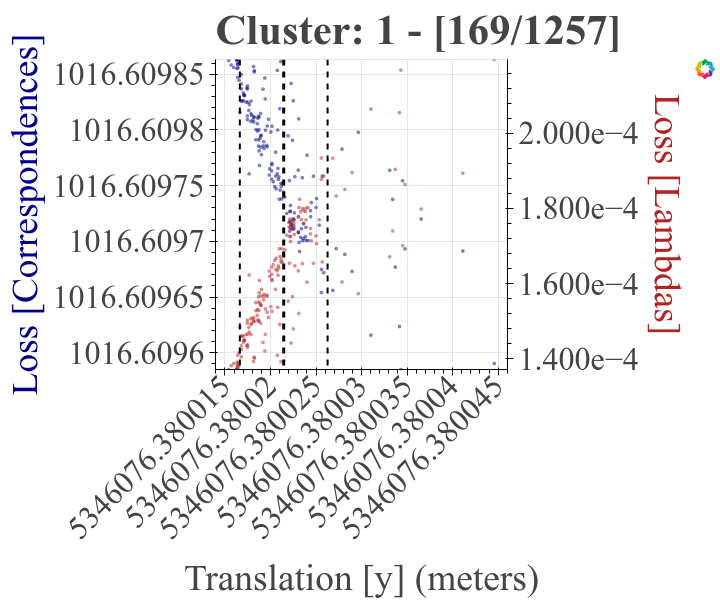 Cluster: 1 - [169/1257]
Loss [Correspondences]
1016.60985
1016.6098
1016.60975
1016.6097
1016.60965
1016.6096
Loss [Lambdas]
2.000e−4
1.800e−4
1.600e−4
1.400e−4
5346076.380015
5346076.38002
5346076.380025
5346076.38003
5346076.380035
5346076.38004
5346076.380045
Translation [y] (meters)